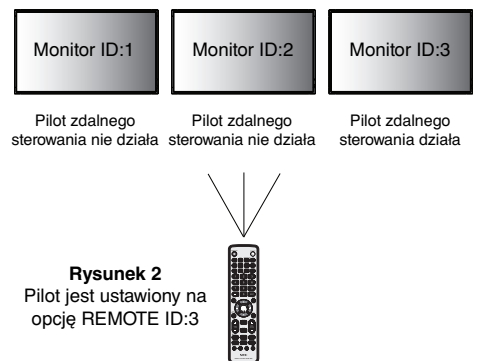 Monitor ID:1
Monitor ID:2
Monitor ID:3
Pilot zdalnego
sterowania nie działa
Pilot zdalnego
sterowania nie działa
Pilot zdalnego
sterowania działa
Rysunek 2
Pilot jest ustawiony na
opcję REMOTE ID:3